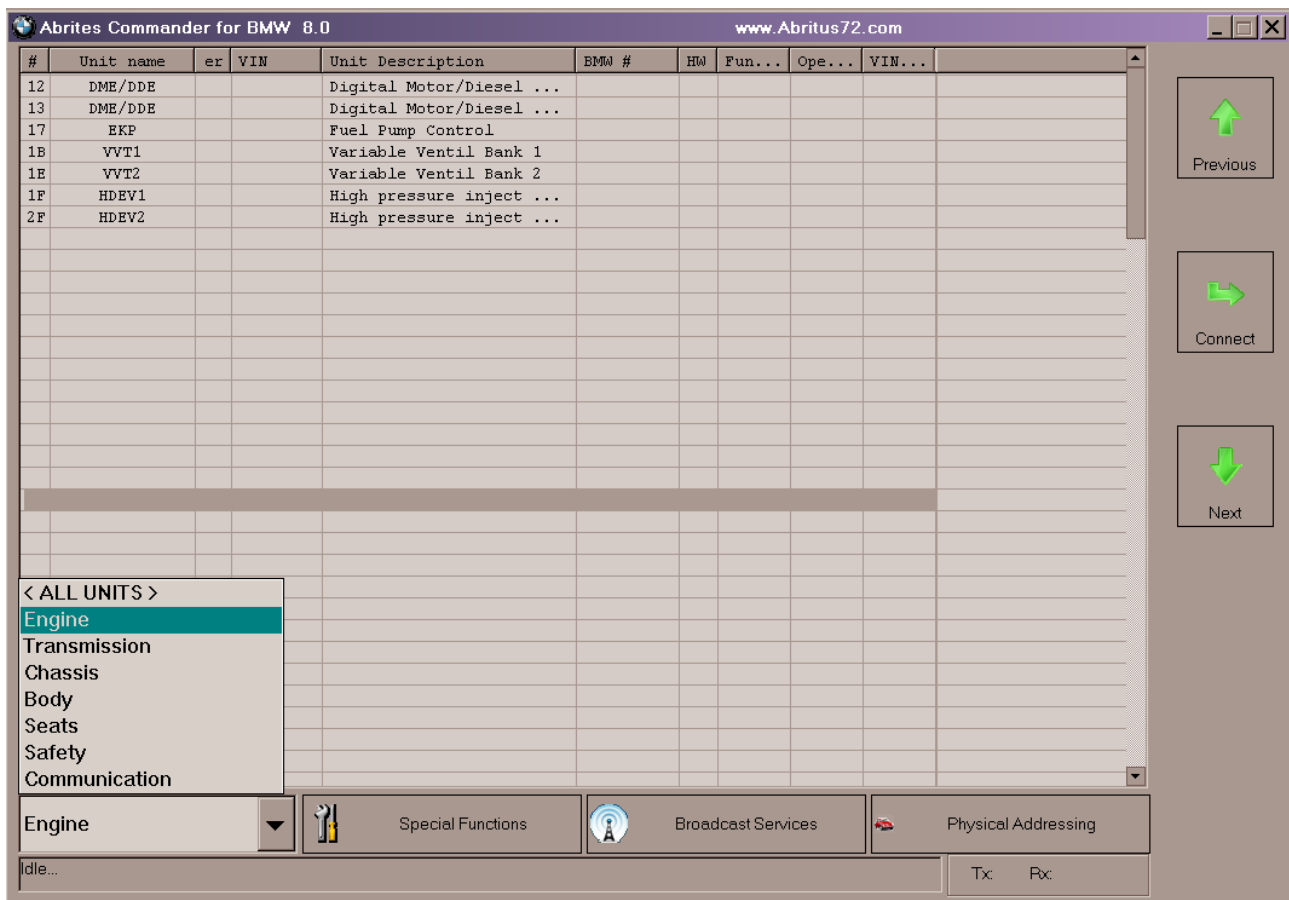 Abrites Commander for BMW 8.0 www.Abritus72.com
# Unit name er VIN Unit Description BMW # HW Fun... Ope... VIN...
12 DME/DDE Digital Motor/Diesel ...
13 DME/DDE Digital Motor/Diesel ...
17 EKP Fuel Pump Control
1B VVT1 Variable Ventil Bank 1
1E VVT2 Variable Ventil Bank 2
1F HDEV1 High pressure inject ...
2F HDEV2 High pressure inject ...
Previous
Connect
Next
< ALL UNITS >
Engine
Transmission
Chassis
Body
Seats
Safety
Communication
Engine Special Functions Broadcast Services Physical Addressing
Idle... Tx: Rx: